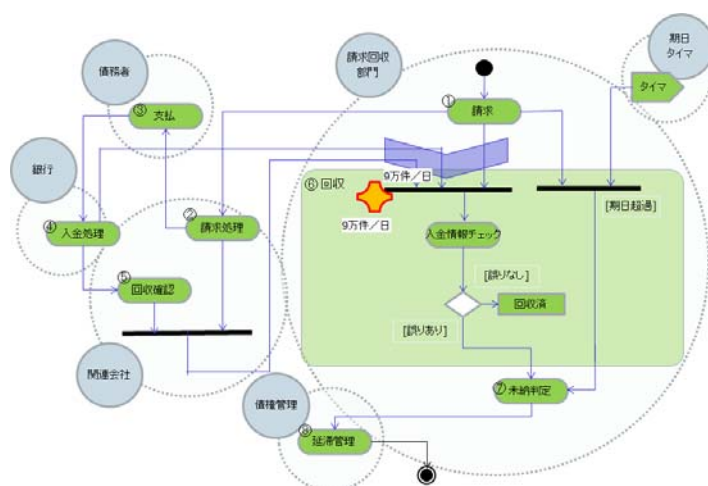 債務者
請求回収
部門
期日
タイマ
③ 支払
① 請求
タイマ
銀行
9万件／日
⑥ 回収
[期日超過]
④ 入金処理
② 請求処理
9万件／日
入金情報チェック
⑤ 回収確認
[誤りなし]
回収済
[誤りあり]
関連会社
債権管理
⑦ 未納判定
⑧ 延滞管理